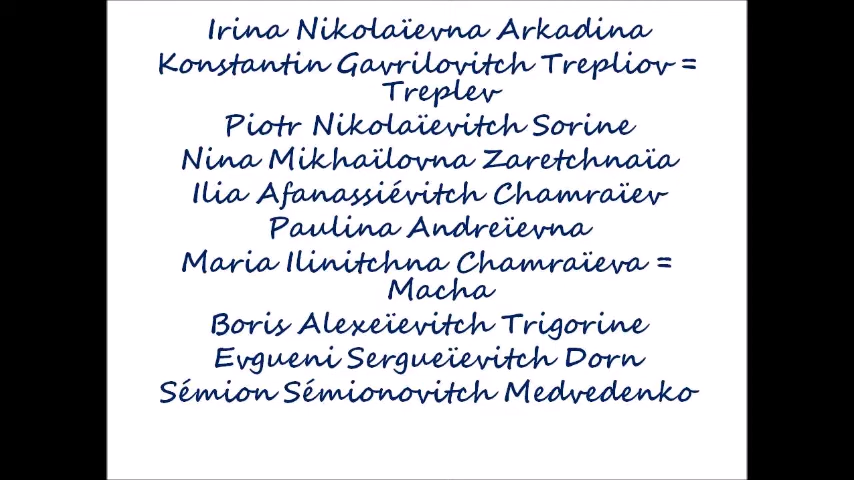 Irina Nikolaïevna Arkadina
Konstantin Gavrilovitch Trepliov =
Treplev
Piotr Nikolaïevitch Sorine
Nina Mikhaïlovna Zaretchnaïa
Ilia Afanassiévitch Chamraïev
Paulina Andreïevna
Maria Ilinitchna Chamraïeva =
Macha
Boris Alexeïevitch Trigorine
Evgueni Sergueïevitch Dorn
Sémion Sémionovitch Medvedenko